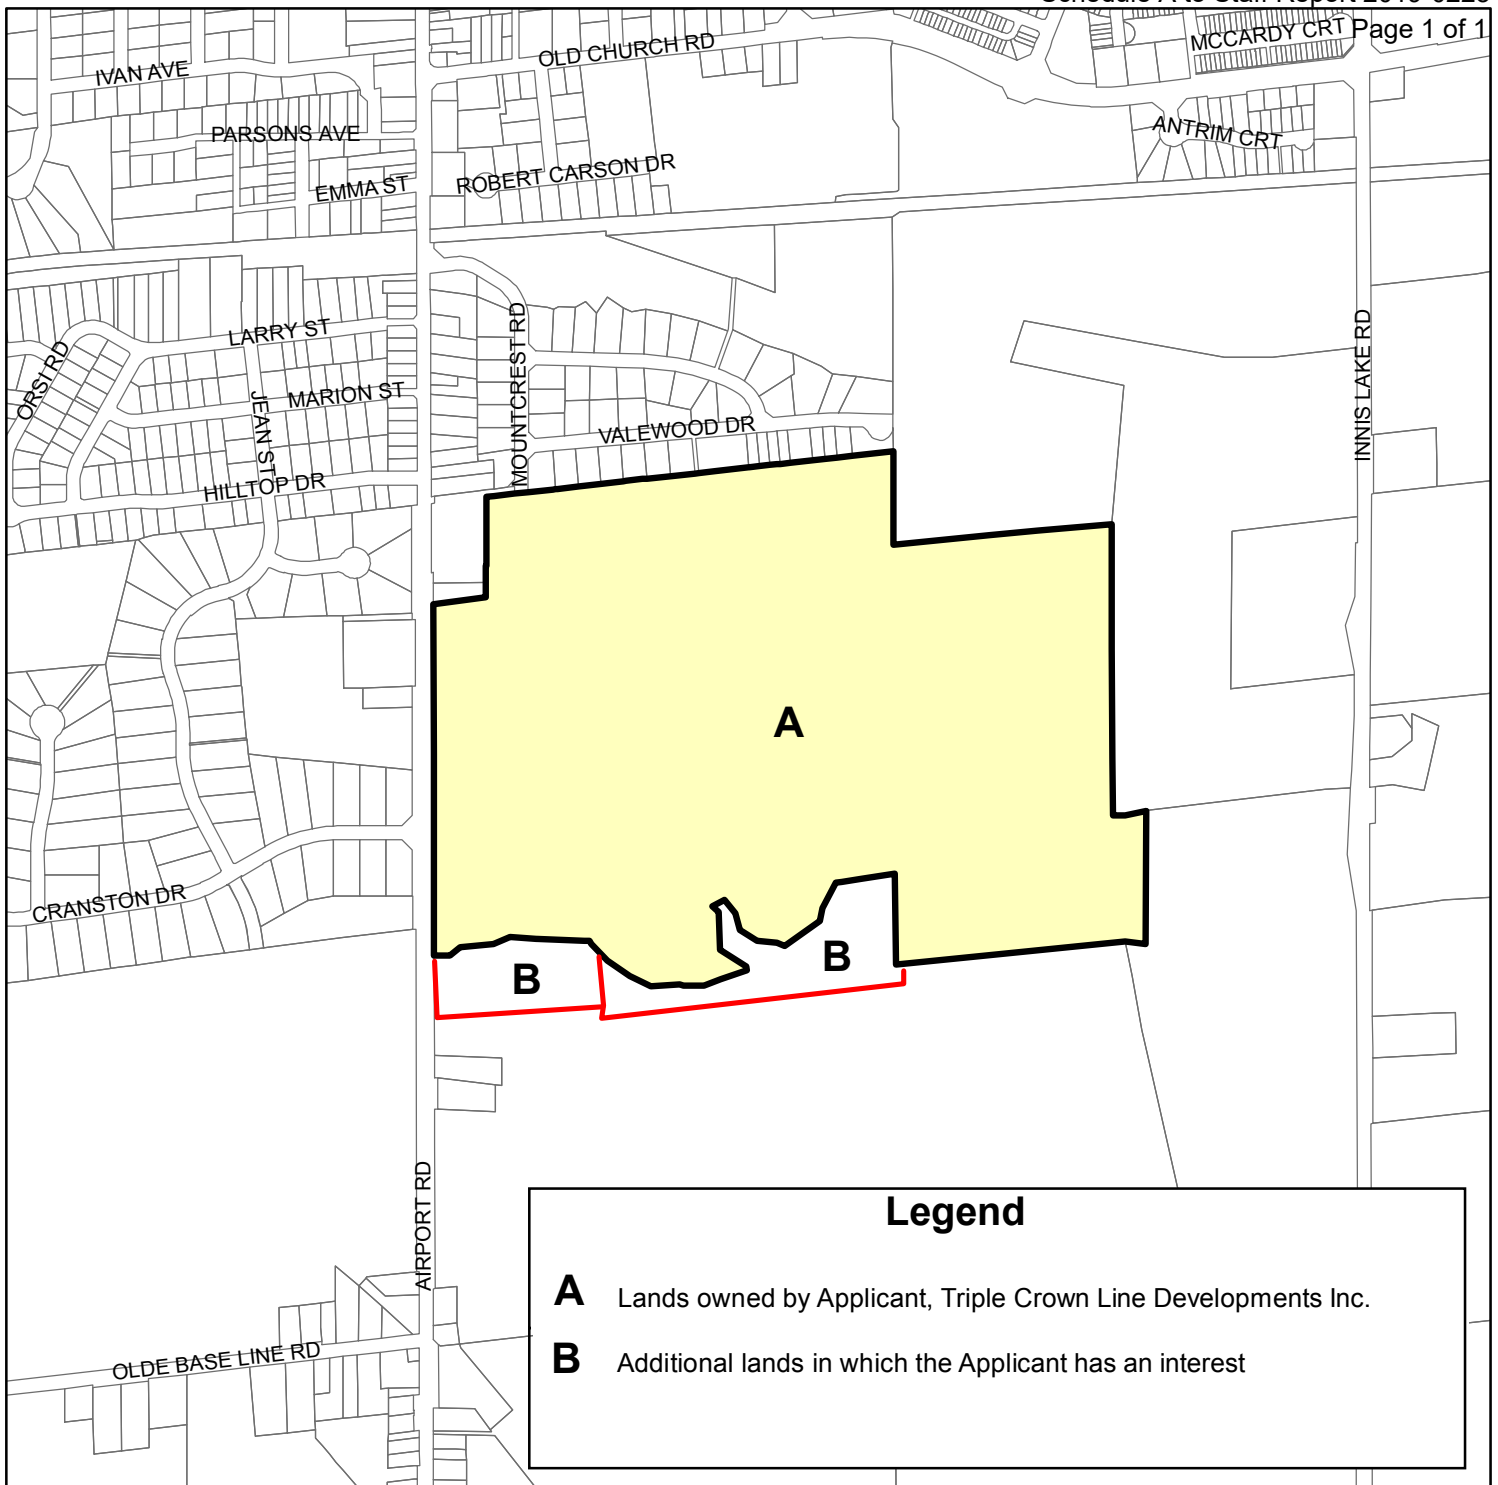 Page 1 of 1
MCCARDY CRT
OLD CHURCH RD
IVAN AVE
PARSONS AVE
ANTRIM CRT
EMMA ST
ROBERT CARSON DR
LARRY ST
ORSI RD
MOUNTCREST RD
INNIS LAKE RD
MARION ST
JEAN ST
VALEWOOD DR
HILLTOP DR
A
CRANSTON DR
B
B
AIRPORT RD
OLDE BASE LINE RD
Legend
A Lands owned by Applicant, Triple Crown Line Developments Inc.
B Additional lands in which the Applicant has an interest